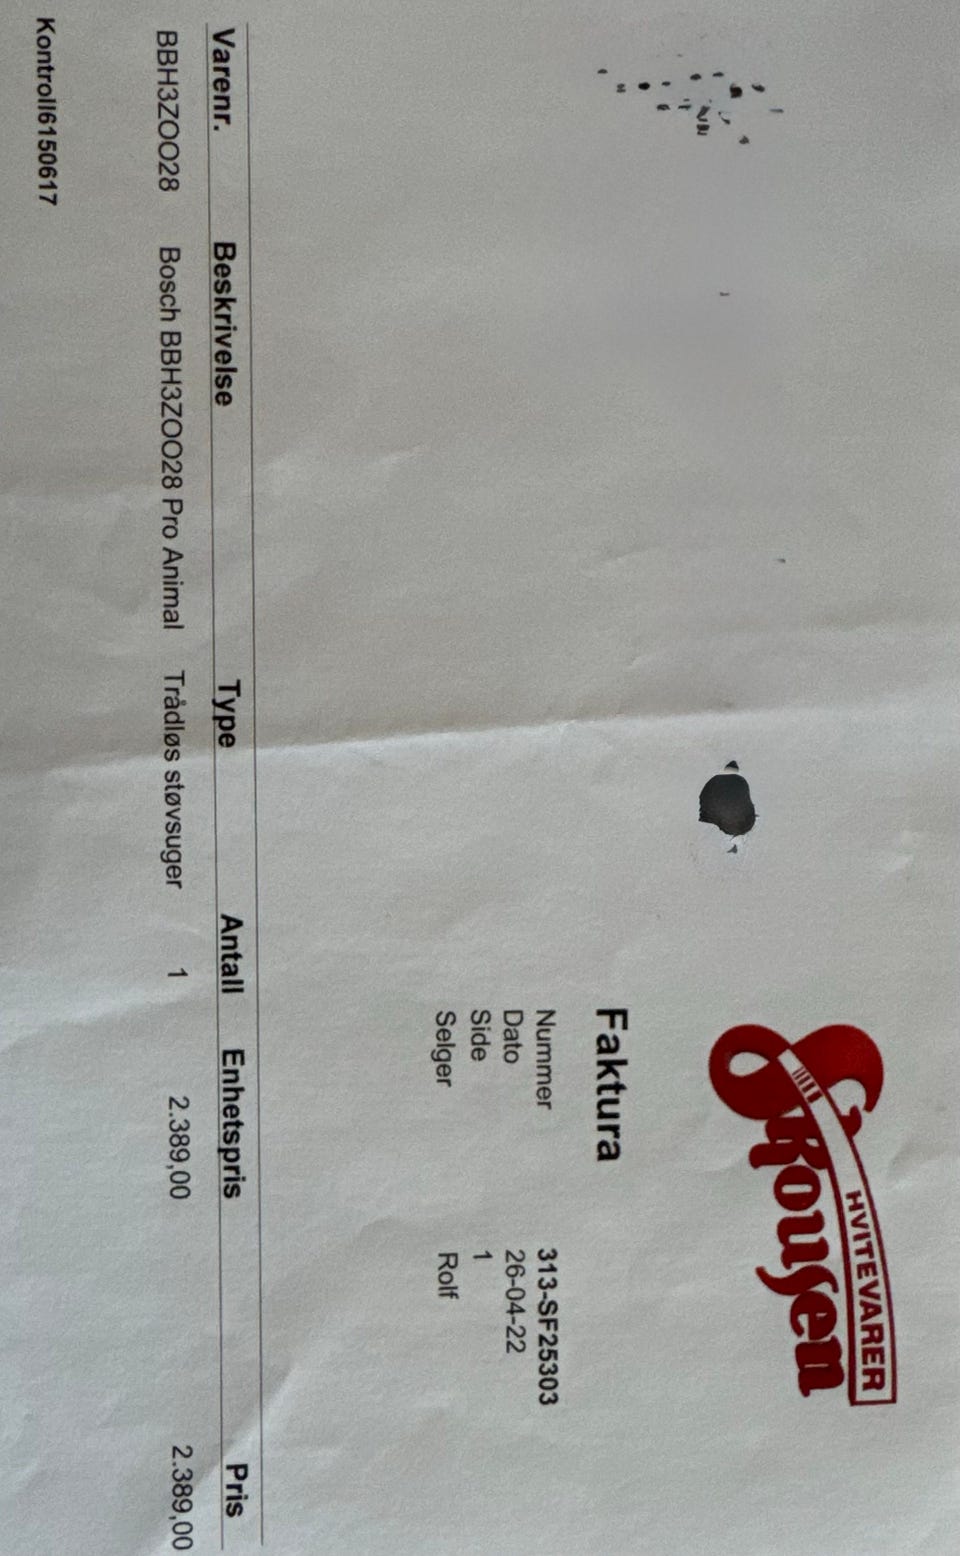 HVITEVARER
Skousen
Faktura
Nummer 313-SF25303
Dato 26-04-22
Side 1
Selger Rolf
Varenr. Beskrivelse Type Antall Enhetspris Pris
BBH3ZOO28 Bosch BBH3ZOO28 Pro Animal Trådløs støvsuger 1 2.389,00 2.389,00
Kontroll6150617